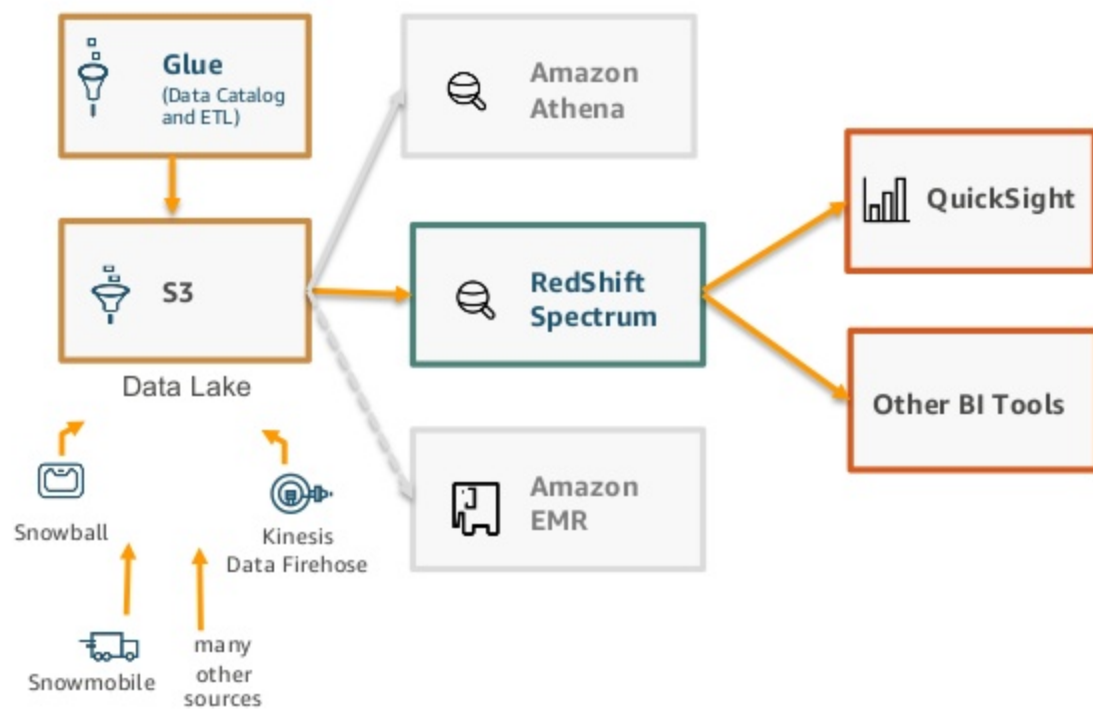 Glue
(Data Catalog
and ETL)
Amazon
Athena
QuickSight
S3
RedShift
Spectrum
Data Lake
Other BI Tools
Amazon
EMR
Snowball
Kinesis
Data Firehose
Snowmobile
many
other
sources